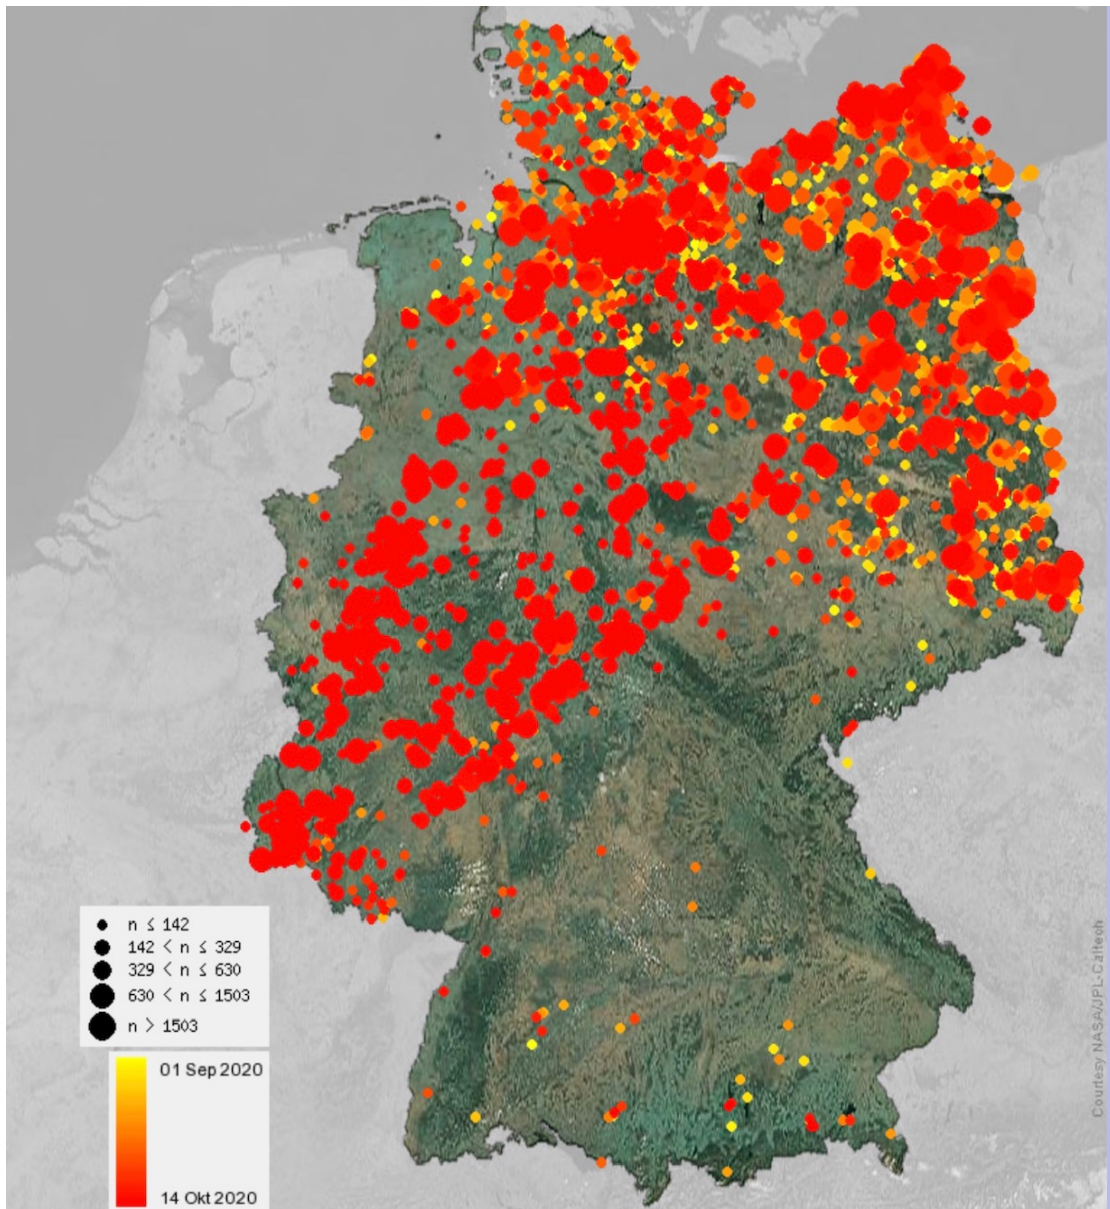 n ≤ 142
142 < n ≤ 329
329 < n ≤ 630
630 < n ≤ 1503
n > 1503
01 Sep 2020
14 Okt 2020
Courtesy NASA/JPL-Caltech